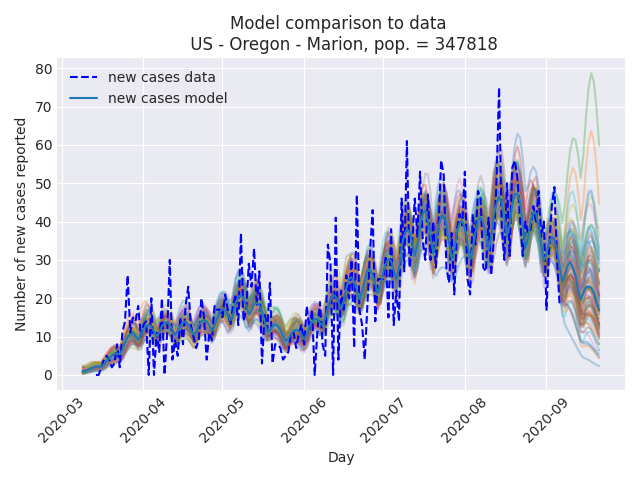 Model comparison to data
US - Oregon - Marion, pop. = 347818
new cases data
new cases model
Number of new cases reported
80
70
60
50
40
30
20
10
0
2020-03
2020-04
2020-05
2020-06
2020-07
2020-08
2020-09
Day